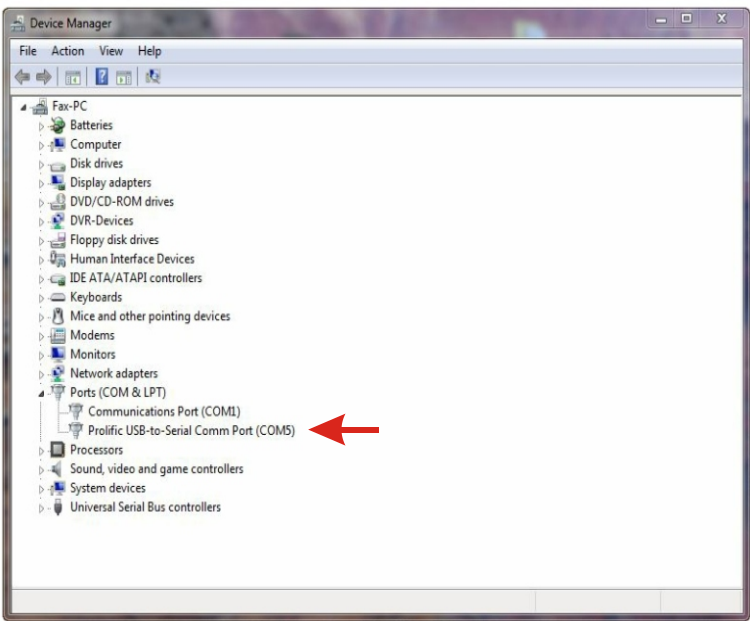 Device Manager
File Action View Help
Fax-PC
Batteries
Computer
Disk drives
Display adapters
DVD/CD-ROM drives
DVR-Devices
Floppy disk drives
Human Interface Devices
IDE ATA/ATAPI controllers
Keyboards
Mice and other pointing devices
Modems
Monitors
Network adapters
Ports (COM & LPT)
Communications Port (COM1)
Prolific USB-to-Serial Comm Port (COM5)
Processors
Sound, video and game controllers
System devices
Universal Serial Bus controllers